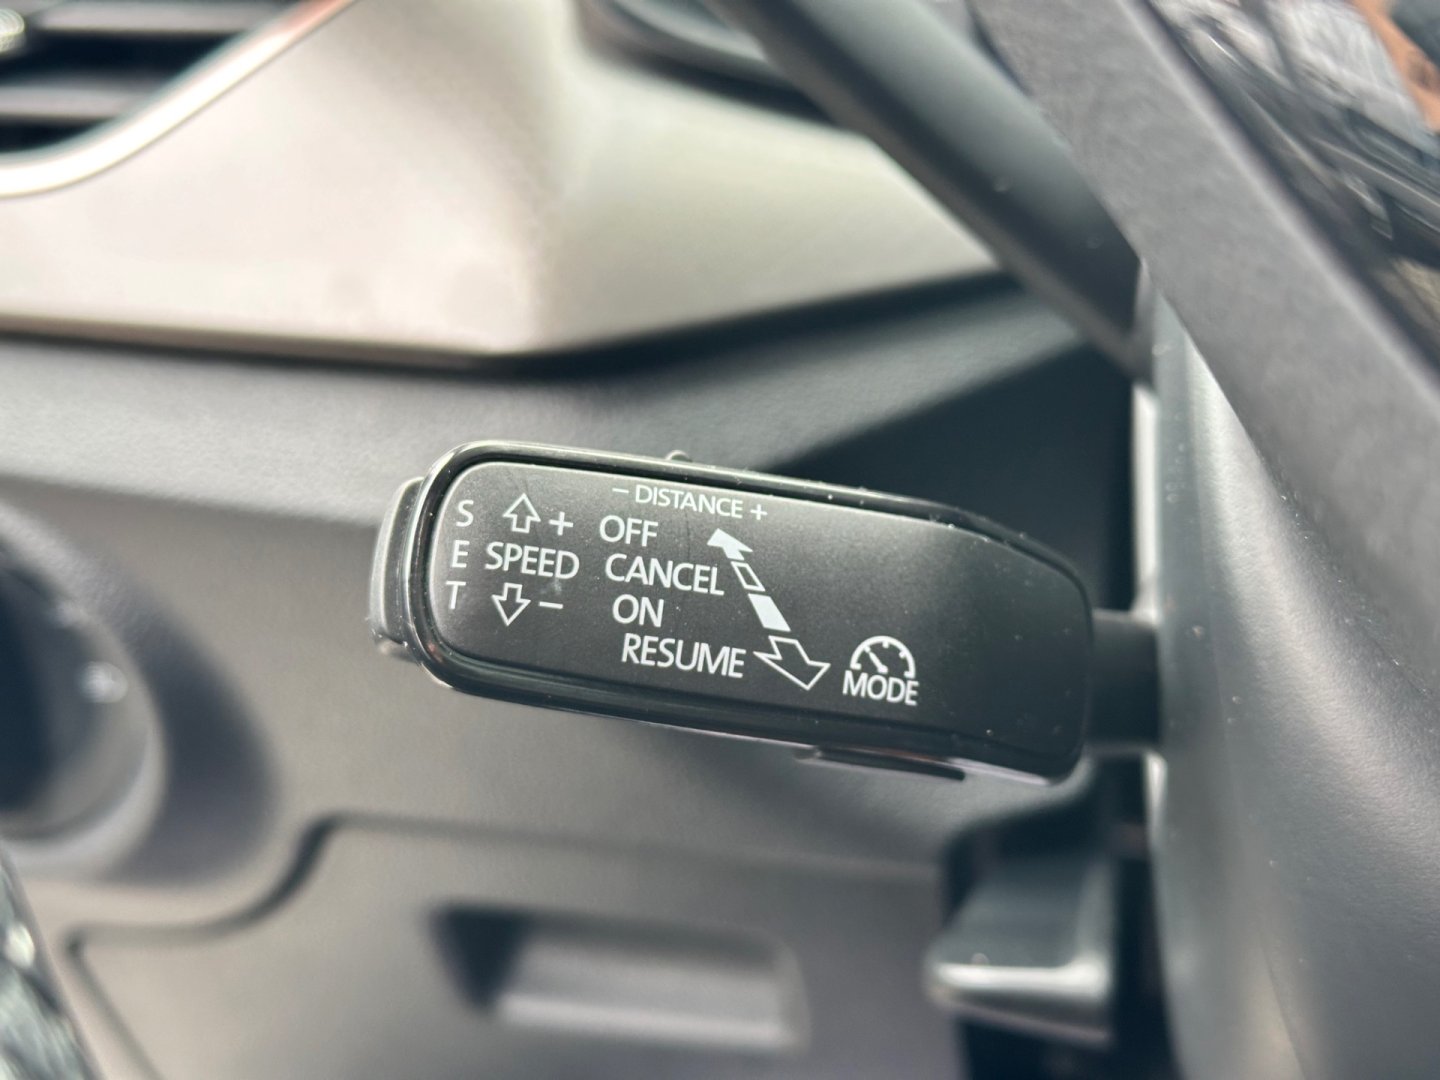 − DISTANCE +
S
E
T
+
SPEED
−
OFF
CANCEL
ON
RESUME
MODE